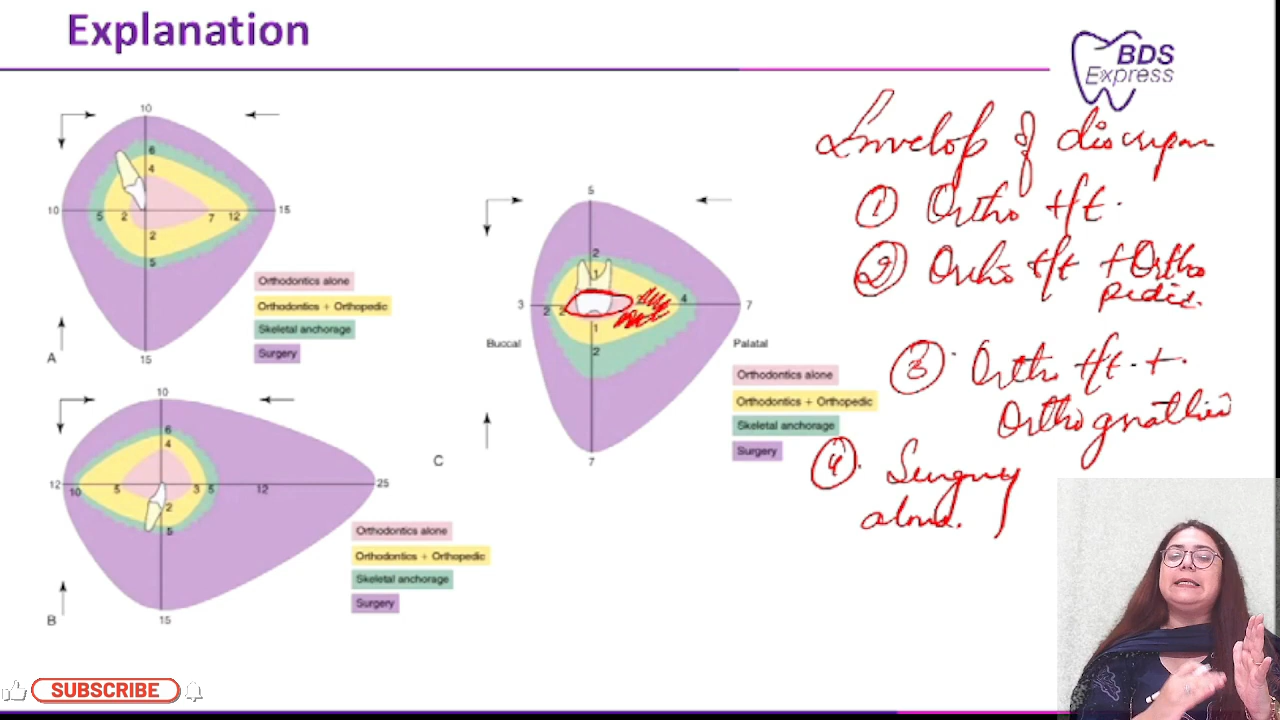 Explanation
BDS
Express
Envelop of discrepan
① Ortho t/t.
② Ortho t/t + Ortho
pedic.
③ Ortho t/t. +
Orthognathic
④ Surgery
alone.
10
6
4
10 5 2 7 12 15
2
5
15
A
Orthodontics alone
Orthodontics + Orthopedic
Skeletal anchorage
Surgery
10
6
4
12 10 5 3 5 12 25
2
5
15
B
Orthodontics alone
Orthodontics + Orthopedic
Skeletal anchorage
Surgery
5
2
1
3 2 2 4 7
1
2
7
Buccal
Palatal
C
Orthodontics alone
Orthodontics + Orthopedic
Skeletal anchorage
Surgery
SUBSCRIBE